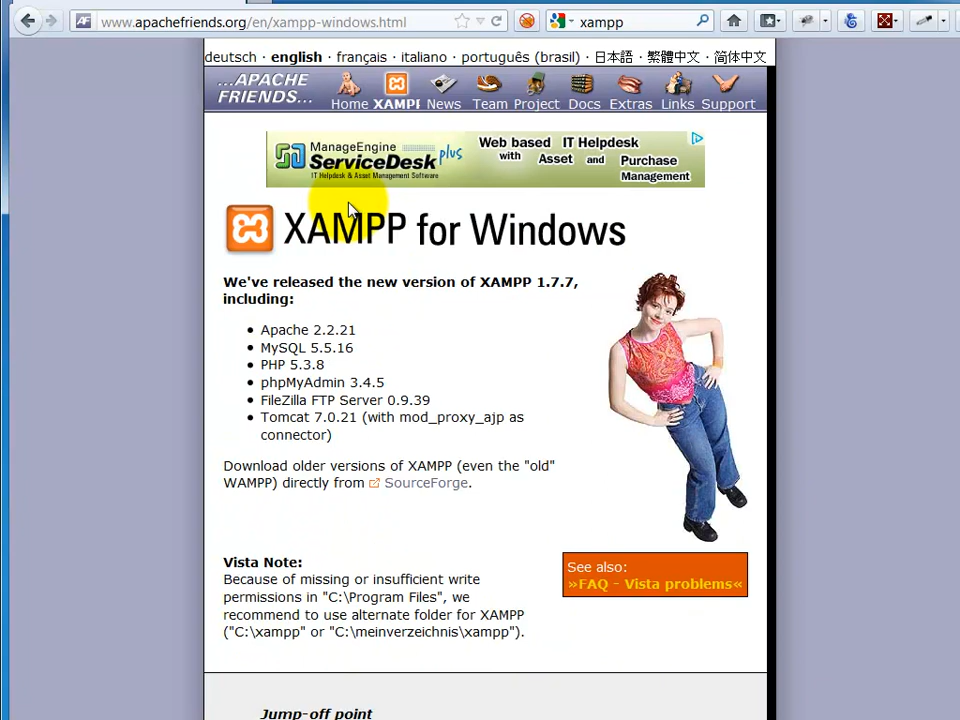 www.apachefriends.org/en/xampp-windows.html
xampp
deutsch · english · français · italiano · português (brasil) · 日本語 · 繁體中文 · 简体中文
...APACHE
FRIENDS...
Home XAMPP News Team Project Docs Extras Links Support
ManageEngine
ServiceDesk plus
IT Helpdesk & Asset Management Software
Web based IT Helpdesk
with Asset and Purchase
Management
XAMPP for Windows
We've released the new version of XAMPP 1.7.7,
including:
• Apache 2.2.21
• MySQL 5.5.16
• PHP 5.3.8
• phpMyAdmin 3.4.5
• FileZilla FTP Server 0.9.39
• Tomcat 7.0.21 (with mod_proxy_ajp as
connector)
Download older versions of XAMPP (even the "old"
WAMPP) directly from SourceForge.
Vista Note:
Because of missing or insufficient write
permissions in "C:\Program Files", we
recommend to use alternate folder for XAMPP
("C:\xampp" or "C:\meinverzeichnis\xampp").
See also:
»FAQ - Vista problems«
Jump-off point